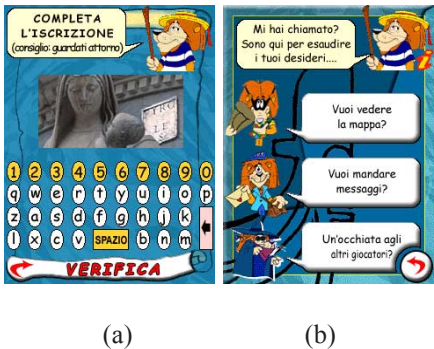 COMPLETA
L'ISCRIZIONE
(consiglio: guardati attorno)
1 2 3 4 5 6 7 8 9 0
q w e r t y u i o p
z a s d f g h j k
l x c v SPAZIO b n m
VERIFICA
(a)
Mi hai chiamato?
Sono qui per esaudire
i tuoi desideri....
i
Vuoi vedere
la mappa?
Vuoi mandare
messaggi?
Un'occhiata agli
altri giocatori?
(b)